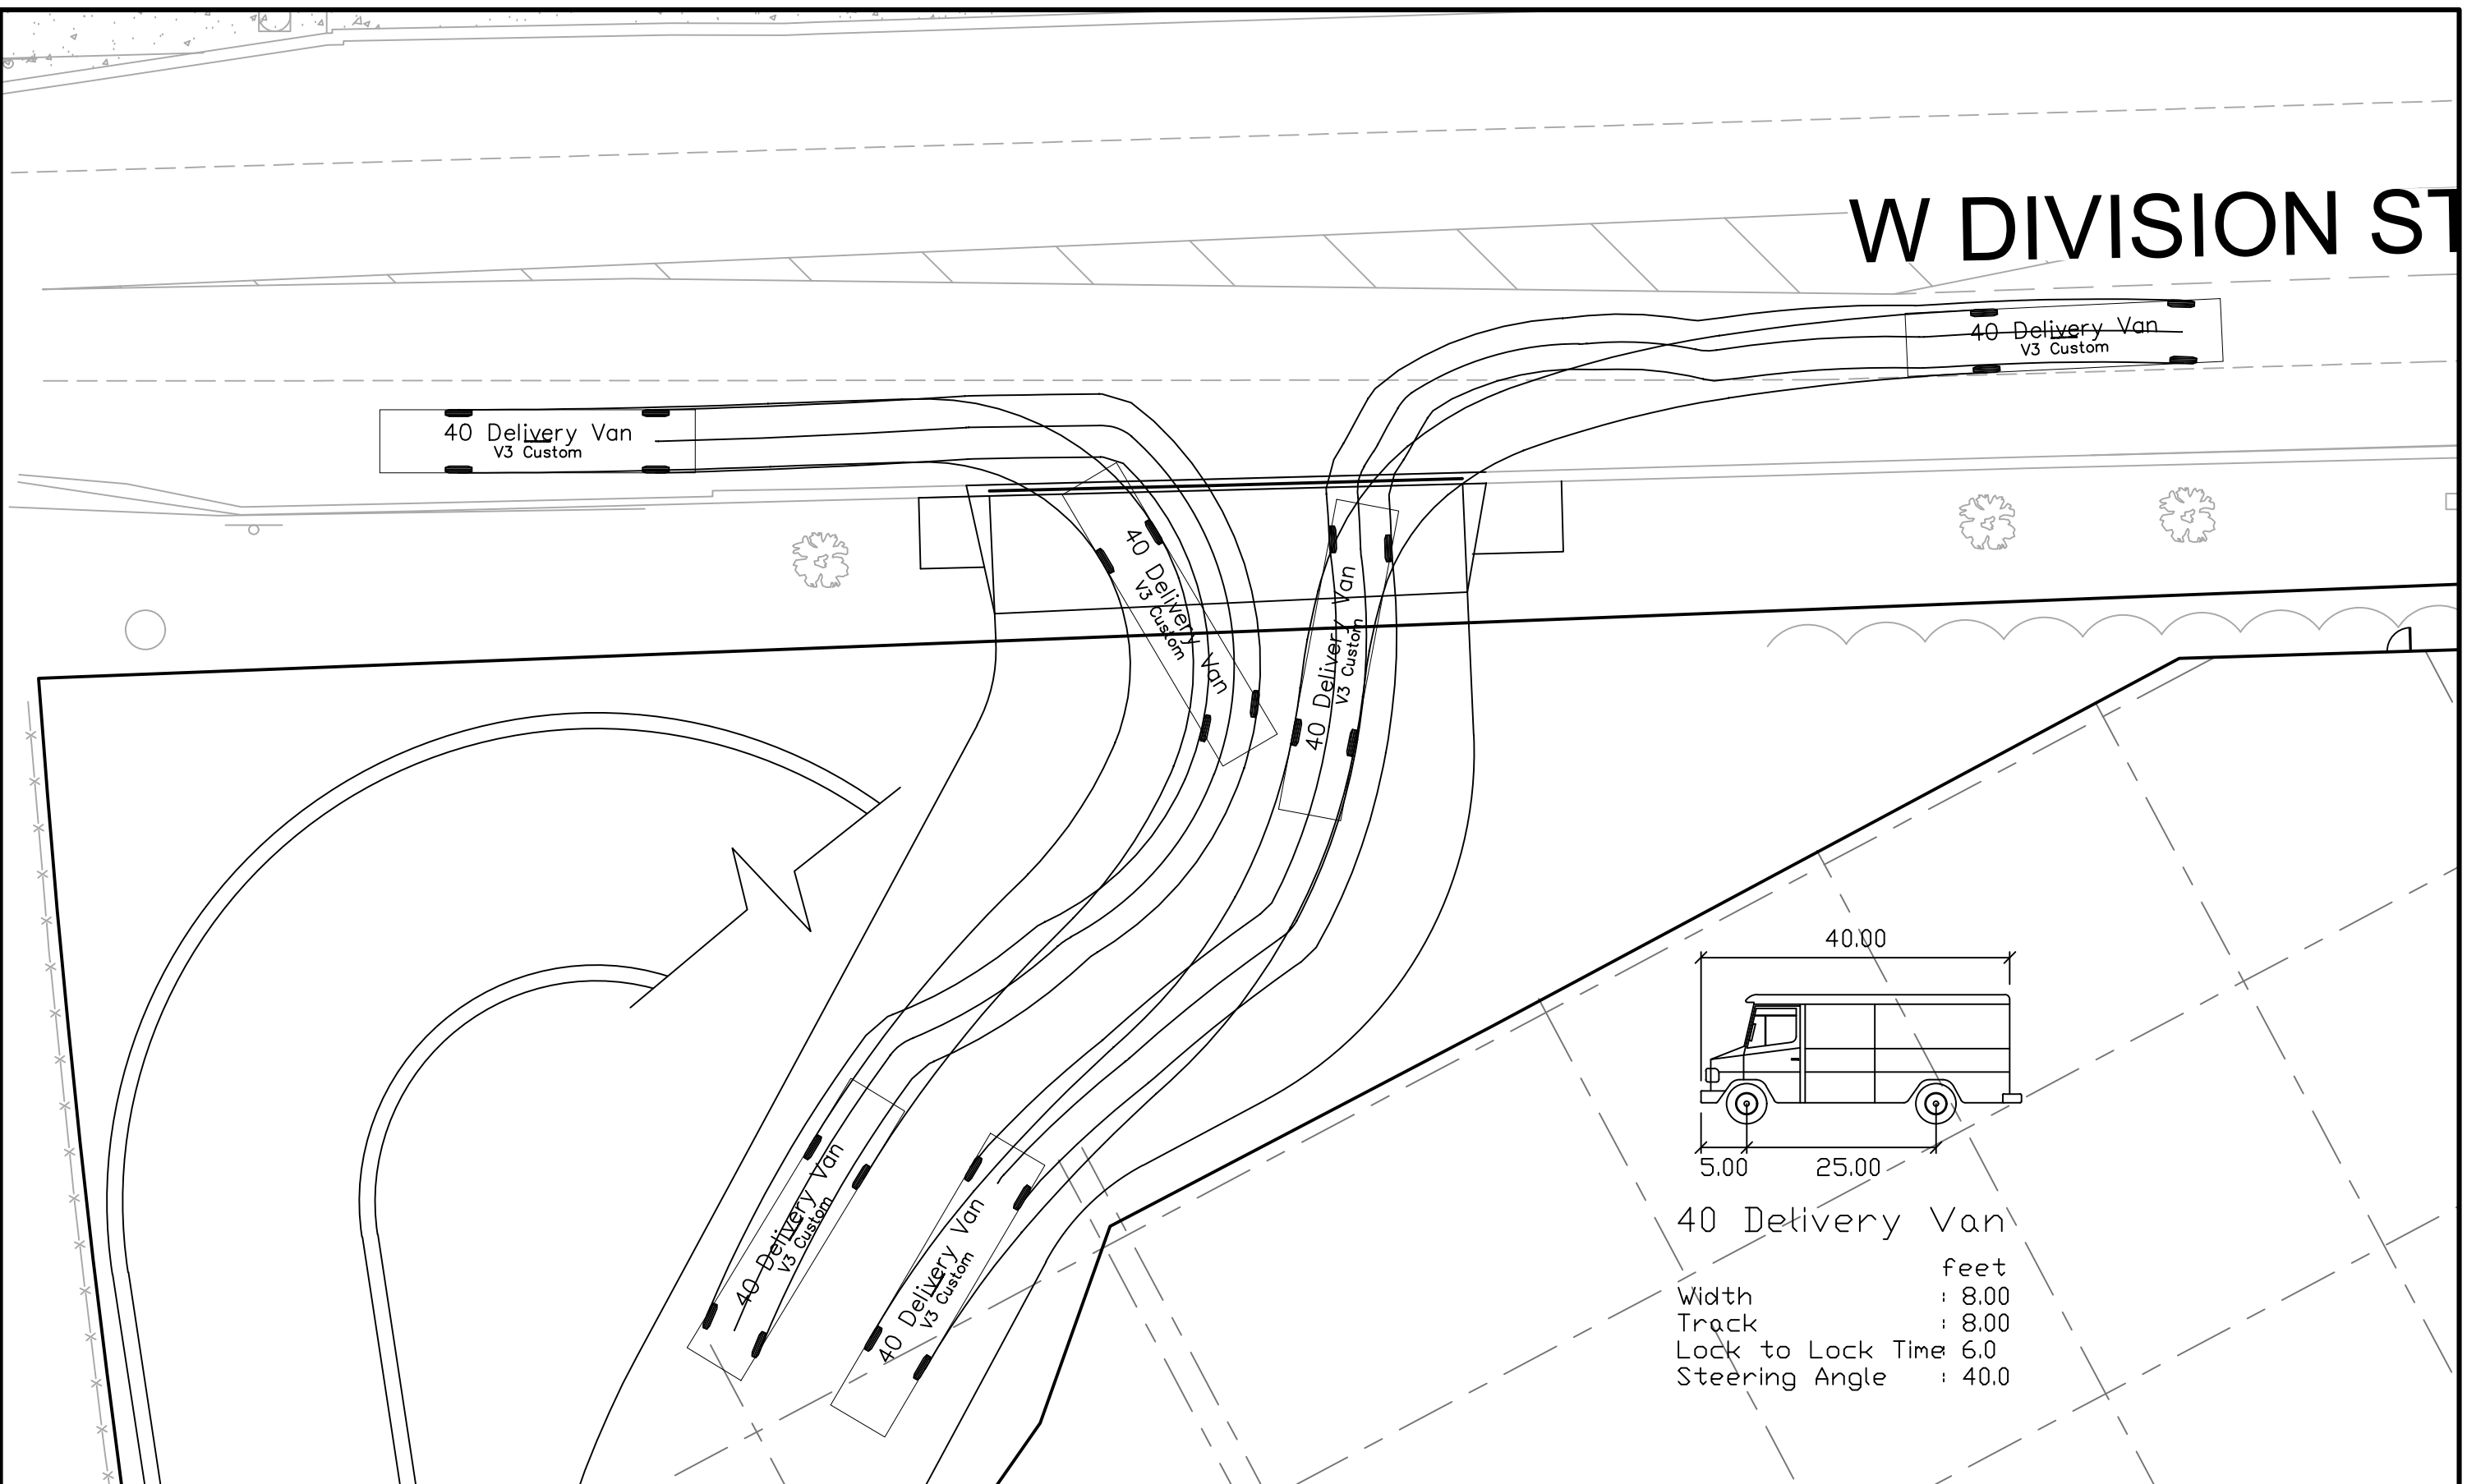 W DIVISION ST
40 Delivery Van
V3 Custom
40 Delivery Van
V3 Custom
40 Delivery Van
V3 Custom
40 Delivery Van
V3 Custom
40 Delivery Van
V3 Custom
40 Delivery Van
V3 Custom
40.00
5.00 25.00
40 Delivery Van
feet
Width : 8.00
Track : 8.00
Lock to Lock Time : 6.0
Steering Angle : 40.0